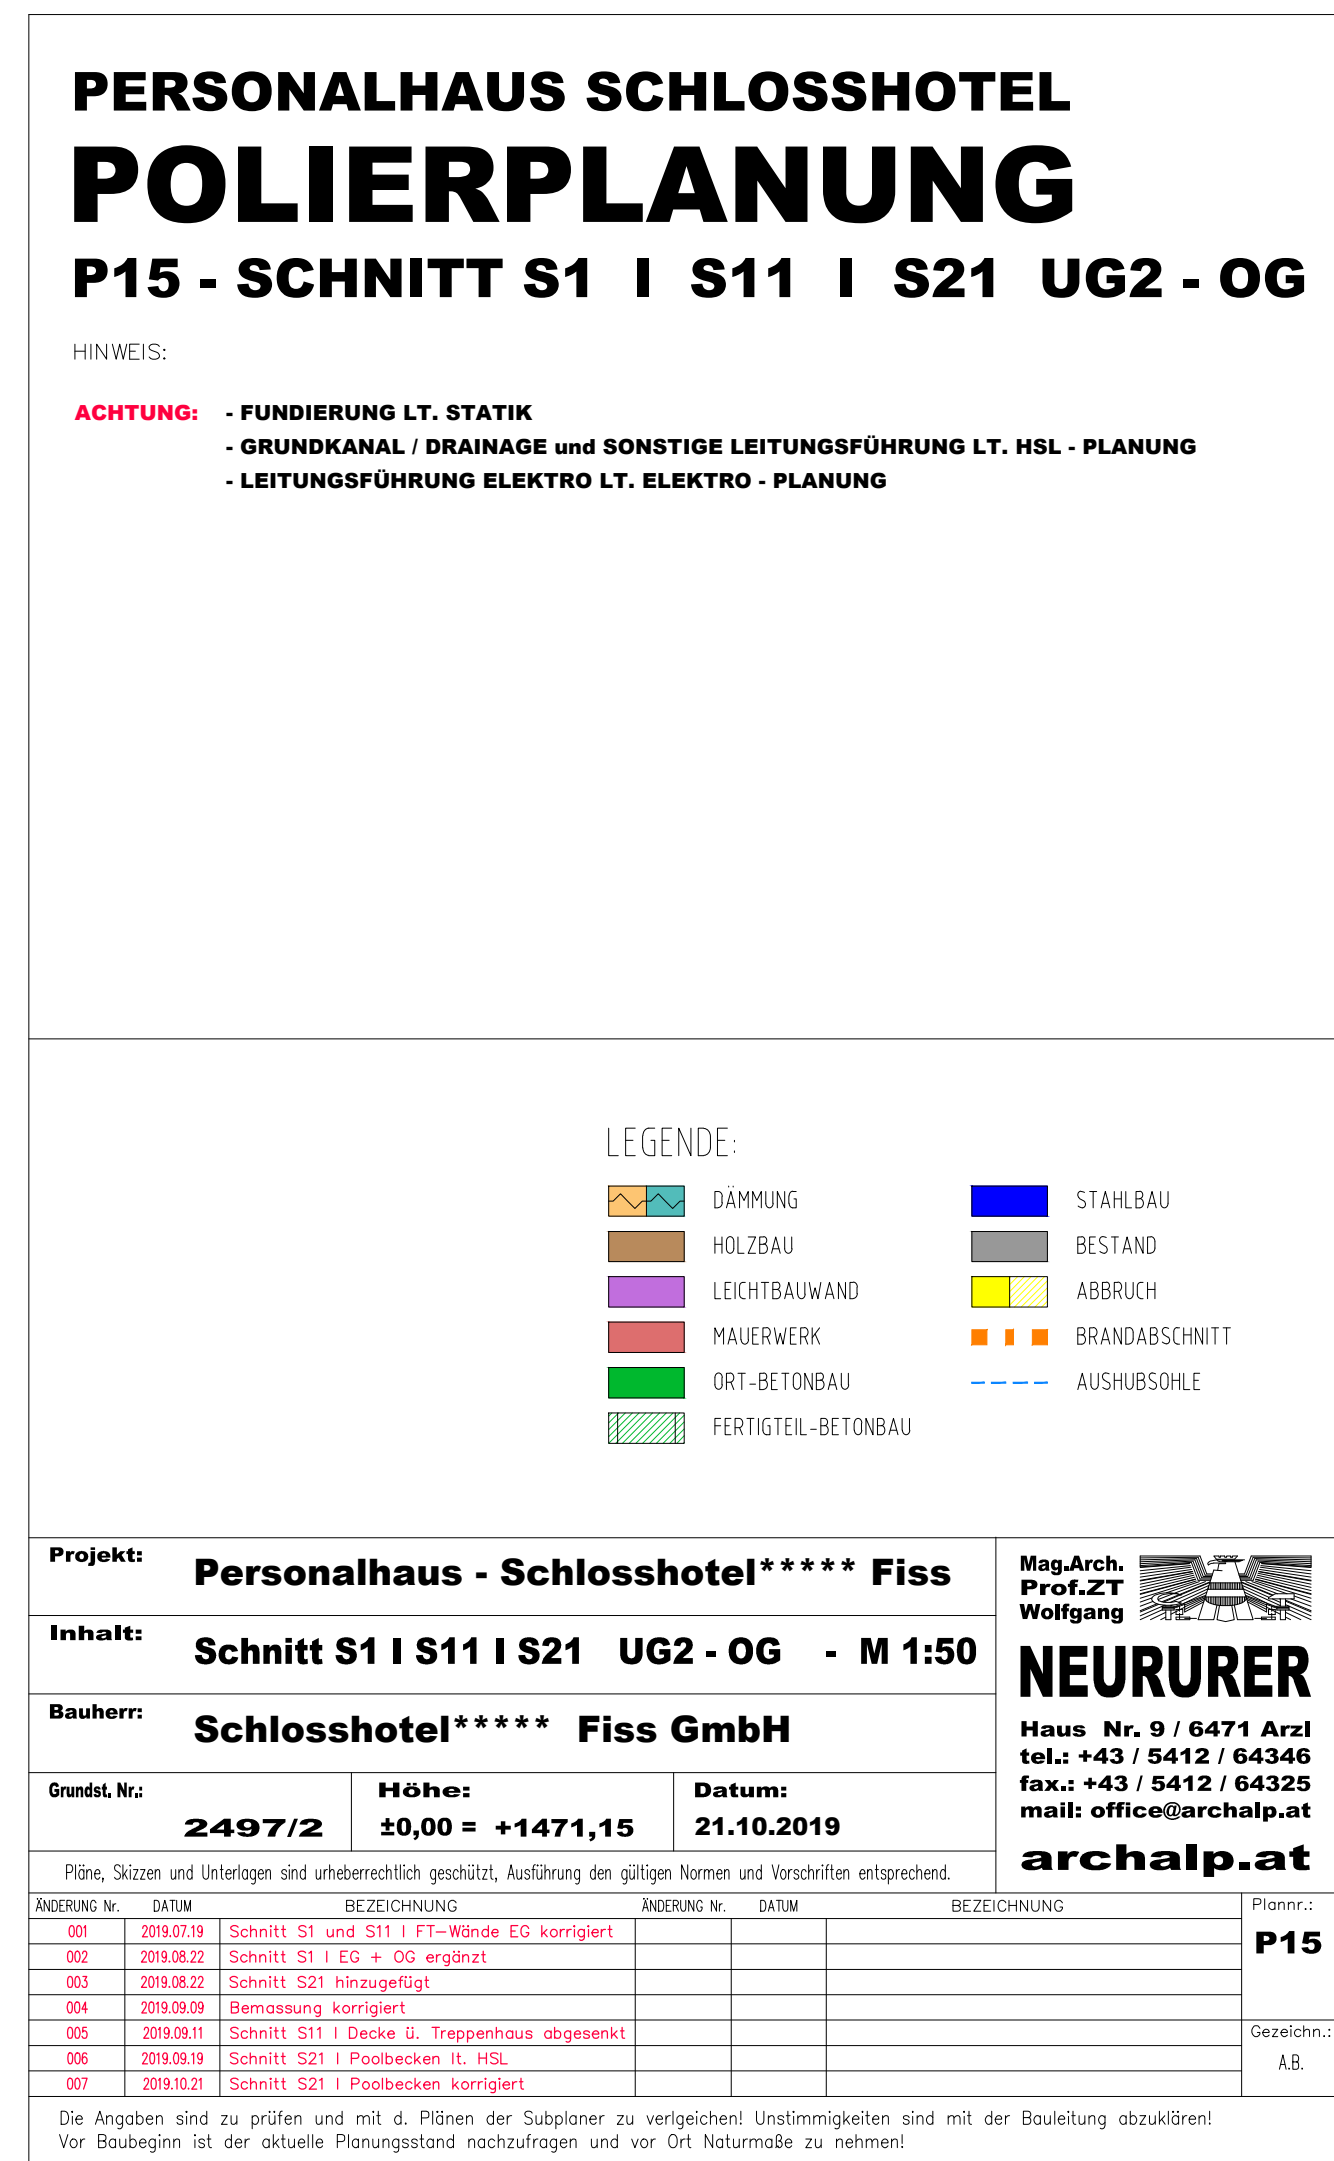 PERSONALHAUS SCHLOSSHOTEL
POLIERPLANUNG
P15 - SCHNITT S1 I S11 I S21 UG2 - OG
HINWEIS:
ACHTUNG: - FUNDIERUNG LT. STATIK
- GRUNDKANAL / DRAINAGE und SONSTIGE LEITUNGSFÜHRUNG LT. HSL - PLANUNG
- LEITUNGSFÜHRUNG ELEKTRO LT. ELEKTRO - PLANUNG
LEGENDE:
DÄMMUNG STAHLBAU
HOLZBAU BESTAND
LEICHTBAUWAND ABBRUCH
MAUERWERK BRANDABSCHNITT
ORT-BETONBAU AUSHUBSOHLE
FERTIGTEIL-BETONBAU
Projekt: Personalhaus - Schlosshotel***** Fiss
Inhalt: Schnitt S1 I S11 I S21 UG2 - OG - M 1:50
Bauherr: Schlosshotel***** Fiss GmbH
Grundst. Nr.: Höhe: Datum:
2497/2 ±0,00 = +1471,15 21.10.2019
Pläne, Skizzen und Unterlagen sind urheberrechtlich geschützt, Ausführung den gültigen Normen und Vorschriften entsprechend.
Mag.Arch.
Prof.ZT
Wolfgang
NEURURER
Haus Nr. 9 / 6471 Arzl
tel.: +43 / 5412 / 64346
fax.: +43 / 5412 / 64325
mail: office@archalp.at
archalp.at
ÄNDERUNG Nr. DATUM BEZEICHNUNG ÄNDERUNG Nr. DATUM BEZEICHNUNG
001 2019.07.19 Schnitt S1 und S11 I FT-Wände EG korrigiert
002 2019.08.22 Schnitt S1 I EG + OG ergänzt
003 2019.08.22 Schnitt S21 hinzugefügt
004 2019.09.09 Bemassung korrigiert
005 2019.09.11 Schnitt S11 I Decke ü. Treppenhaus abgesenkt
006 2019.09.19 Schnitt S21 I Poolbecken lt. HSL
007 2019.10.21 Schnitt S21 I Poolbecken korrigiert
Plannr.:
P15
Gezeichn.:
A.B.
Die Angaben sind zu prüfen und mit d. Plänen der Subplaner zu verlgeichen! Unstimmigkeiten sind mit der Bauleitung abzuklären!
Vor Baubeginn ist der aktuelle Planungsstand nachzufragen und vor Ort Naturmaße zu nehmen!